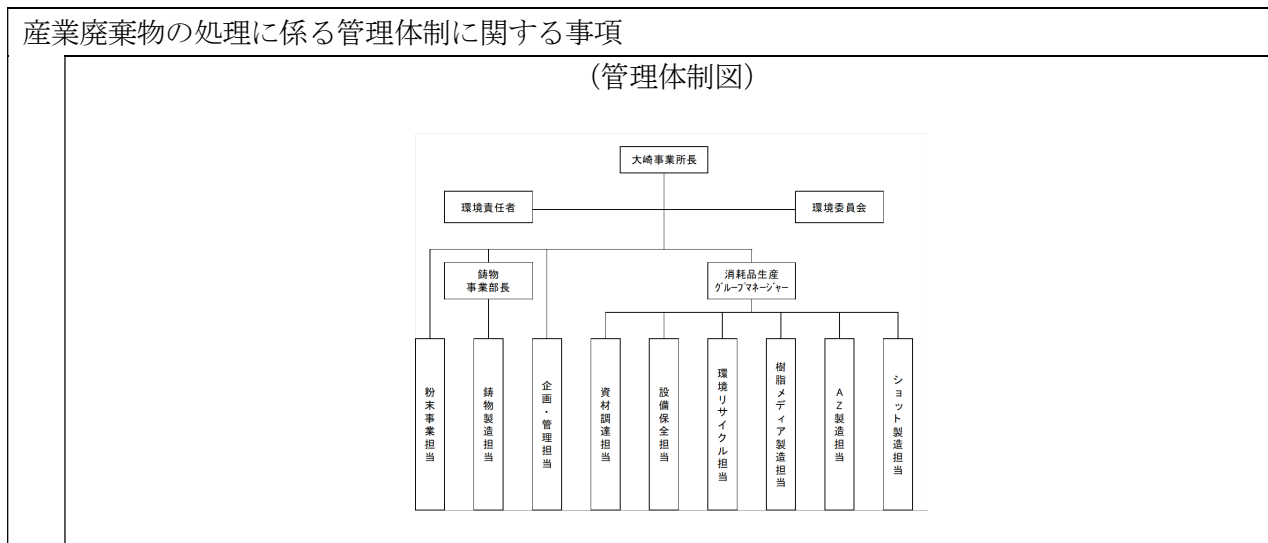 産業廃棄物の処理に係る管理体制に関する事項
（管理体制図）
大崎事業所長
環境責任者
環境委員会
鋳物
事業部長
消耗品生産
ｸﾞﾙｰﾌﾟﾏﾈｰｼﾞｬｰ
粉末事業担当
鋳物製造担当
企画・管理担当
資材調達担当
設備保全担当
環境リサイクル担当
樹脂メディア製造担当
ＡＺ製造担当
ショット製造担当